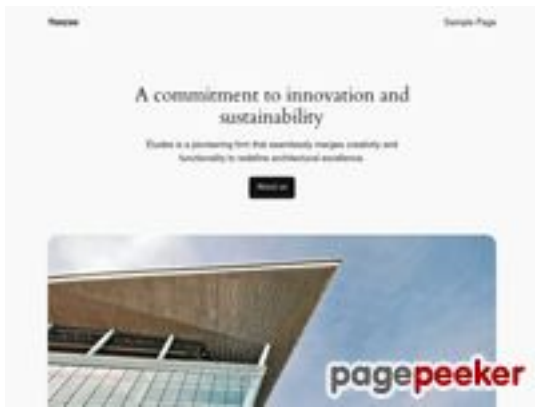 Sample Page
A commitment to innovation and
sustainability
Études is a pioneering firm that seamlessly merges creativity and
functionality to redefine architectural excellence.
About us
pagepeeker